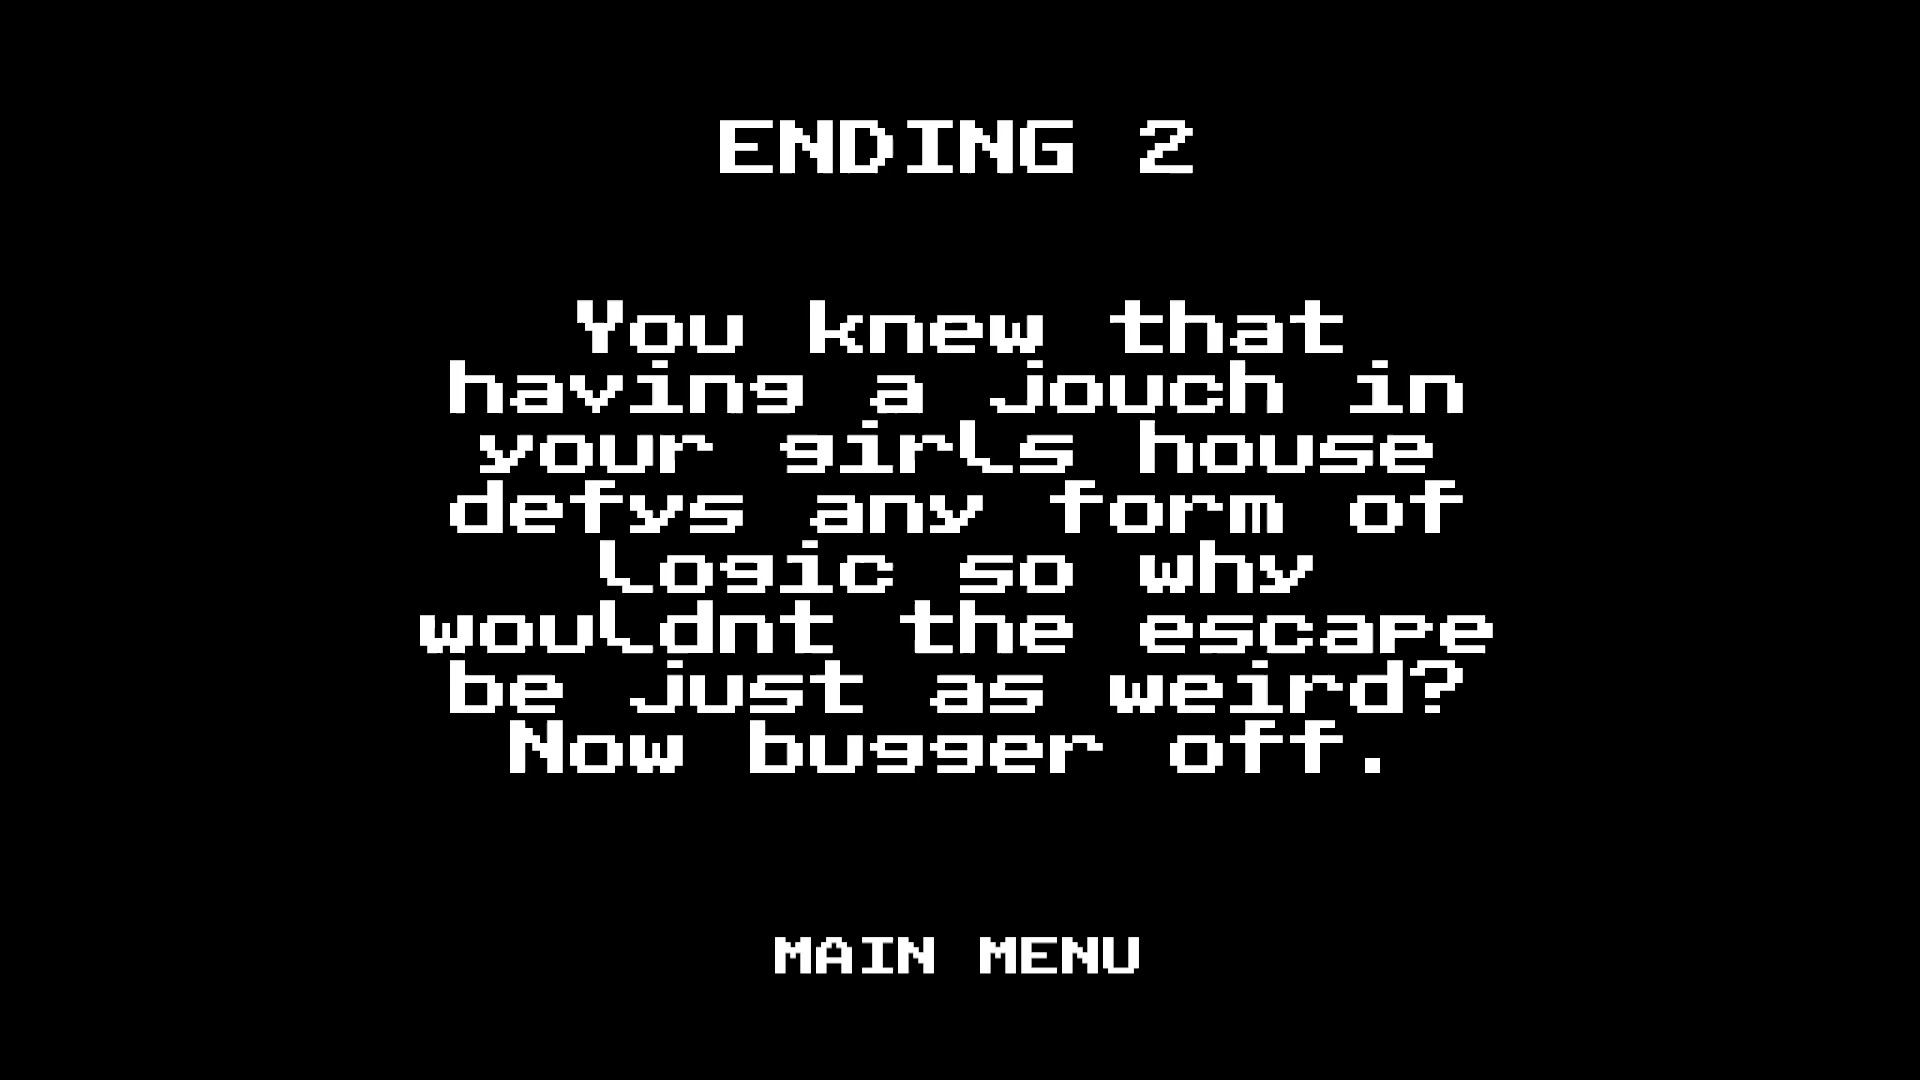 ENDING 2
You knew that
having a jouch in
your girls house
defys any form of
logic so why
wouldnt the escape
be just as weird?
Now bugger off.
MAIN MENU